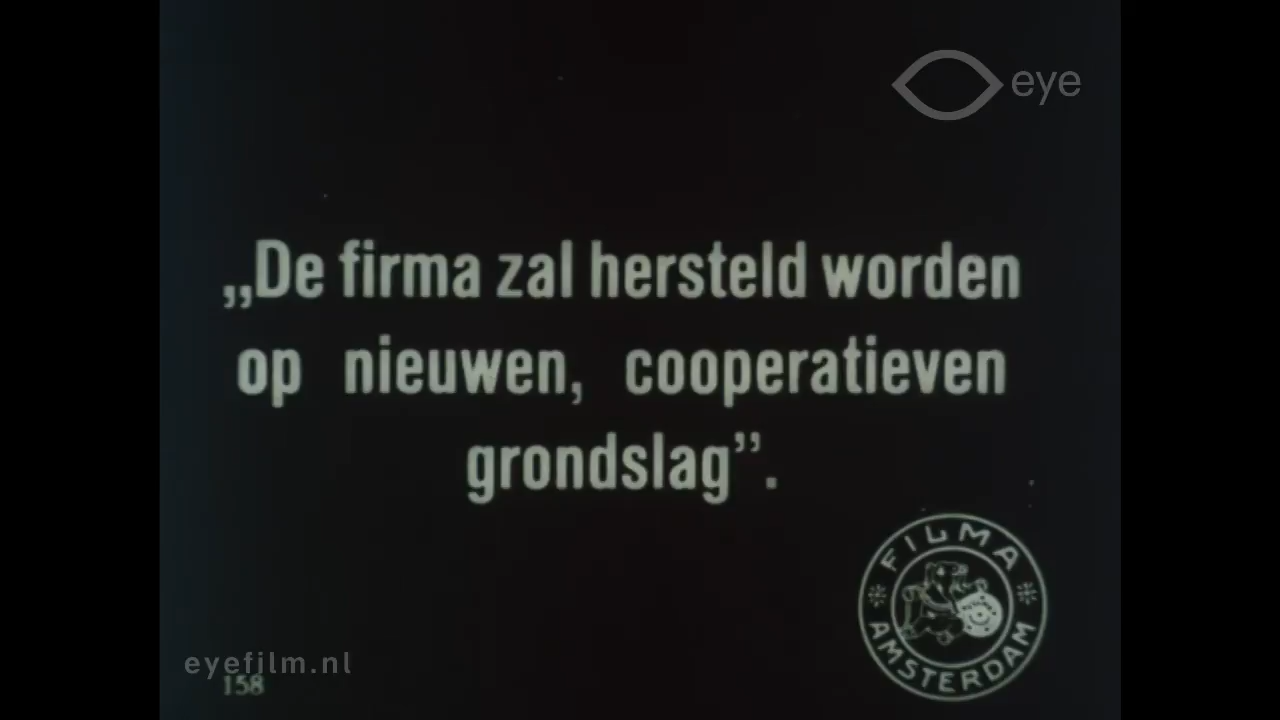 eye
„De firma zal hersteld worden
op nieuwen, cooperatieven
grondslag”.
FILMA
AMSTERDAM
eyefilm.nl
158